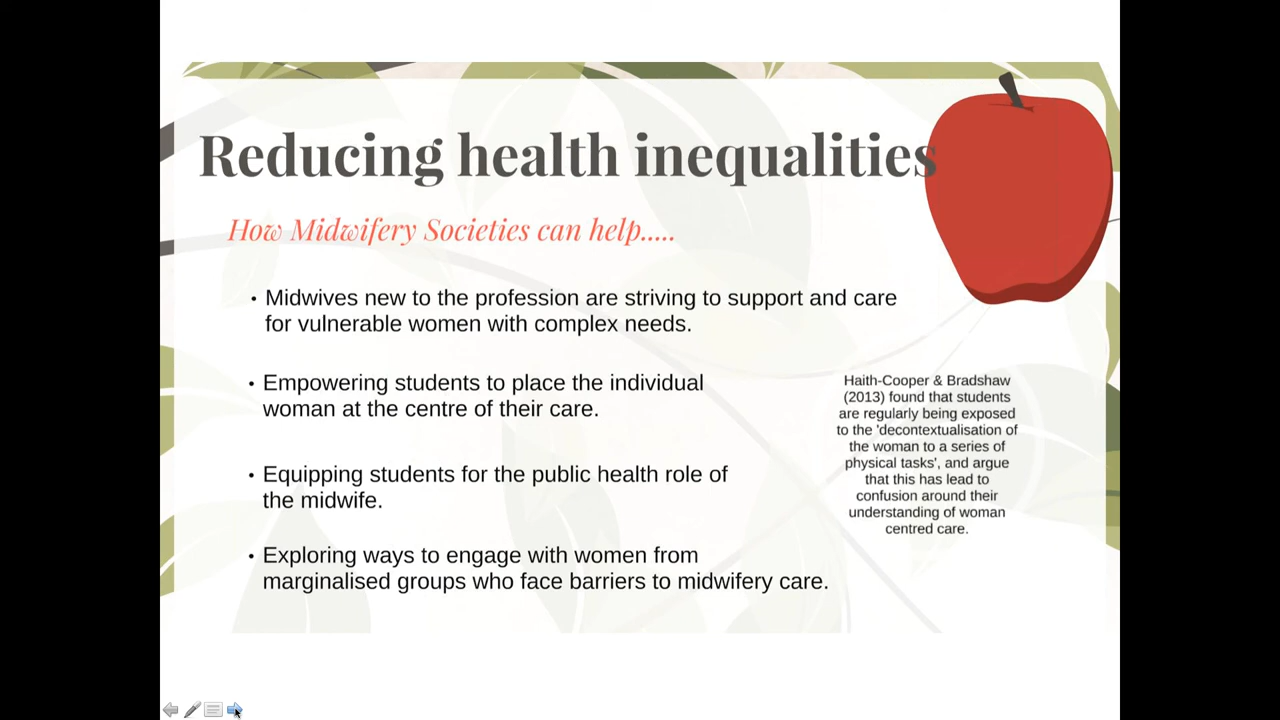 Reducing health inequalities
How Midwifery Societies can help.....
• Midwives new to the profession are striving to support and care
for vulnerable women with complex needs.
• Empowering students to place the individual
woman at the centre of their care.
• Equipping students for the public health role of
the midwife.
• Exploring ways to engage with women from
marginalised groups who face barriers to midwifery care.
Haith-Cooper & Bradshaw
(2013) found that students
are regularly being exposed
to the 'decontextualisation of
the woman to a series of
physical tasks', and argue
that this has lead to
confusion around their
understanding of woman
centred care.